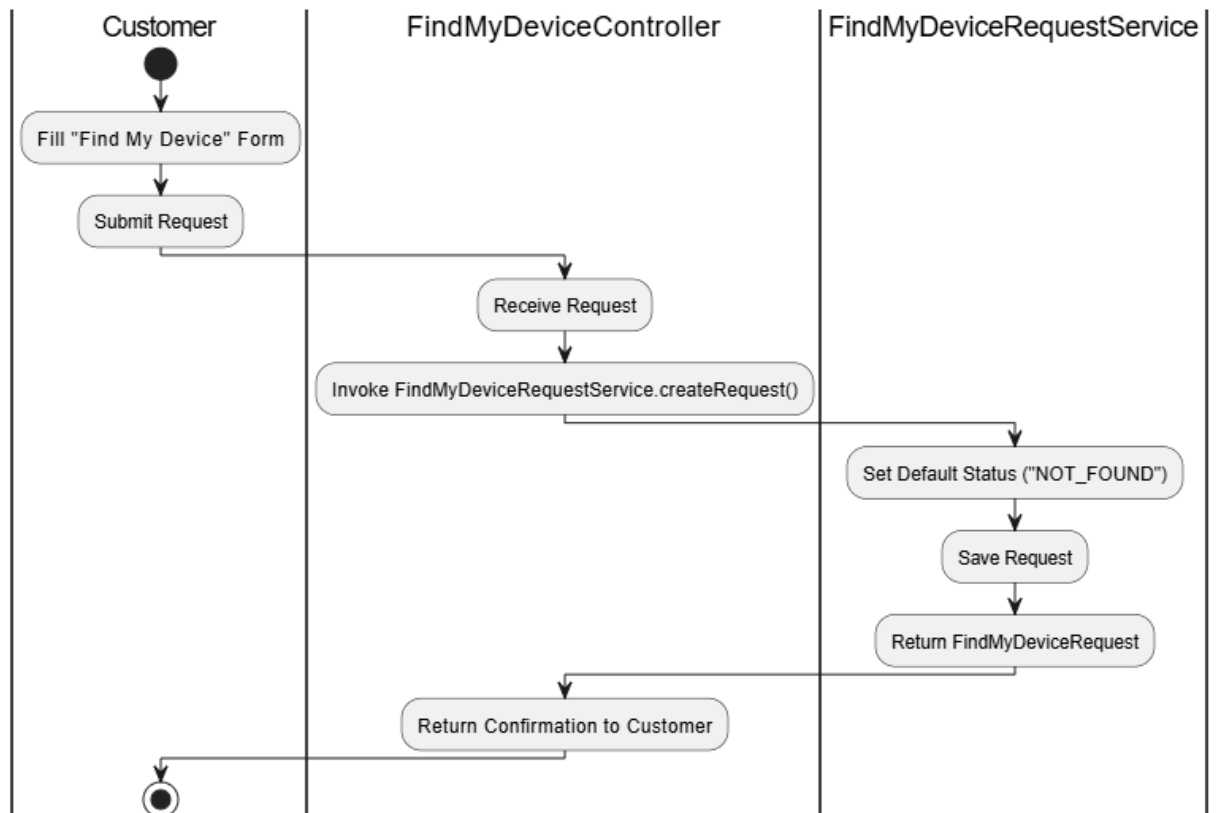 Customer
FindMyDeviceController
FindMyDeviceRequestService
Fill "Find My Device" Form
Submit Request
Receive Request
Invoke FindMyDeviceRequestService.createRequest()
Set Default Status ("NOT_FOUND")
Save Request
Return FindMyDeviceRequest
Return Confirmation to Customer